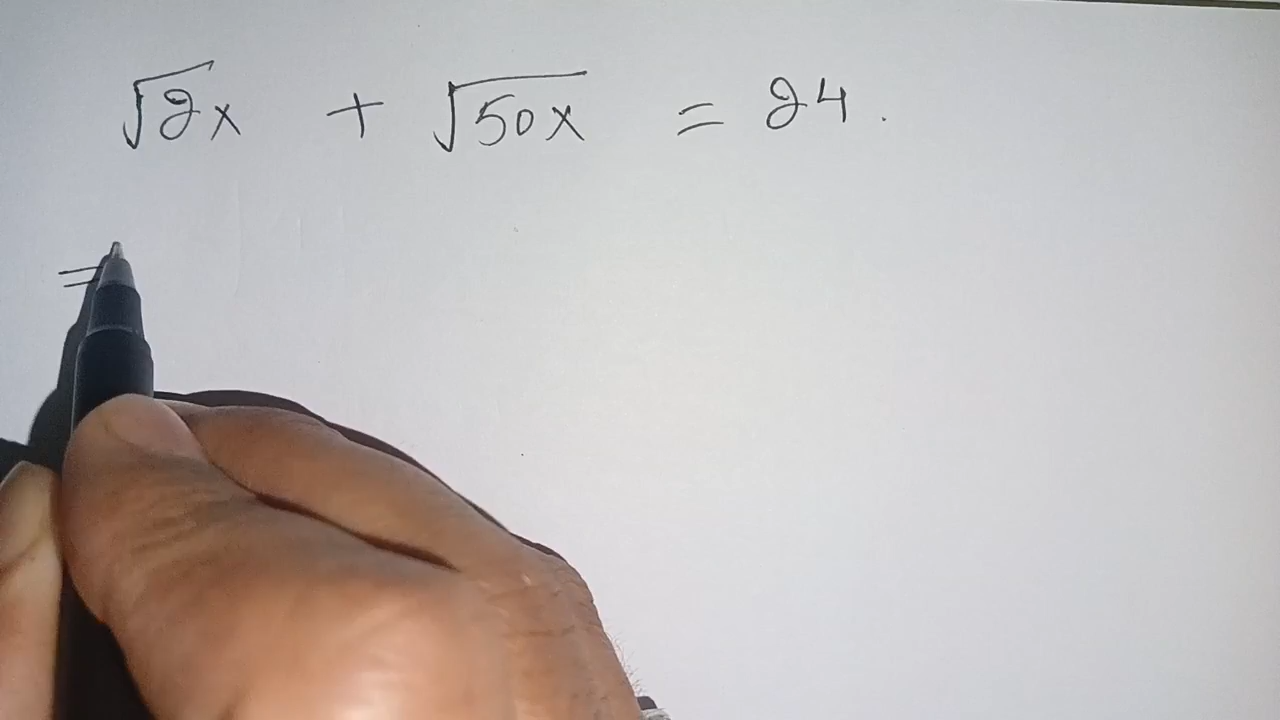 √2x + √50x = 24.
=